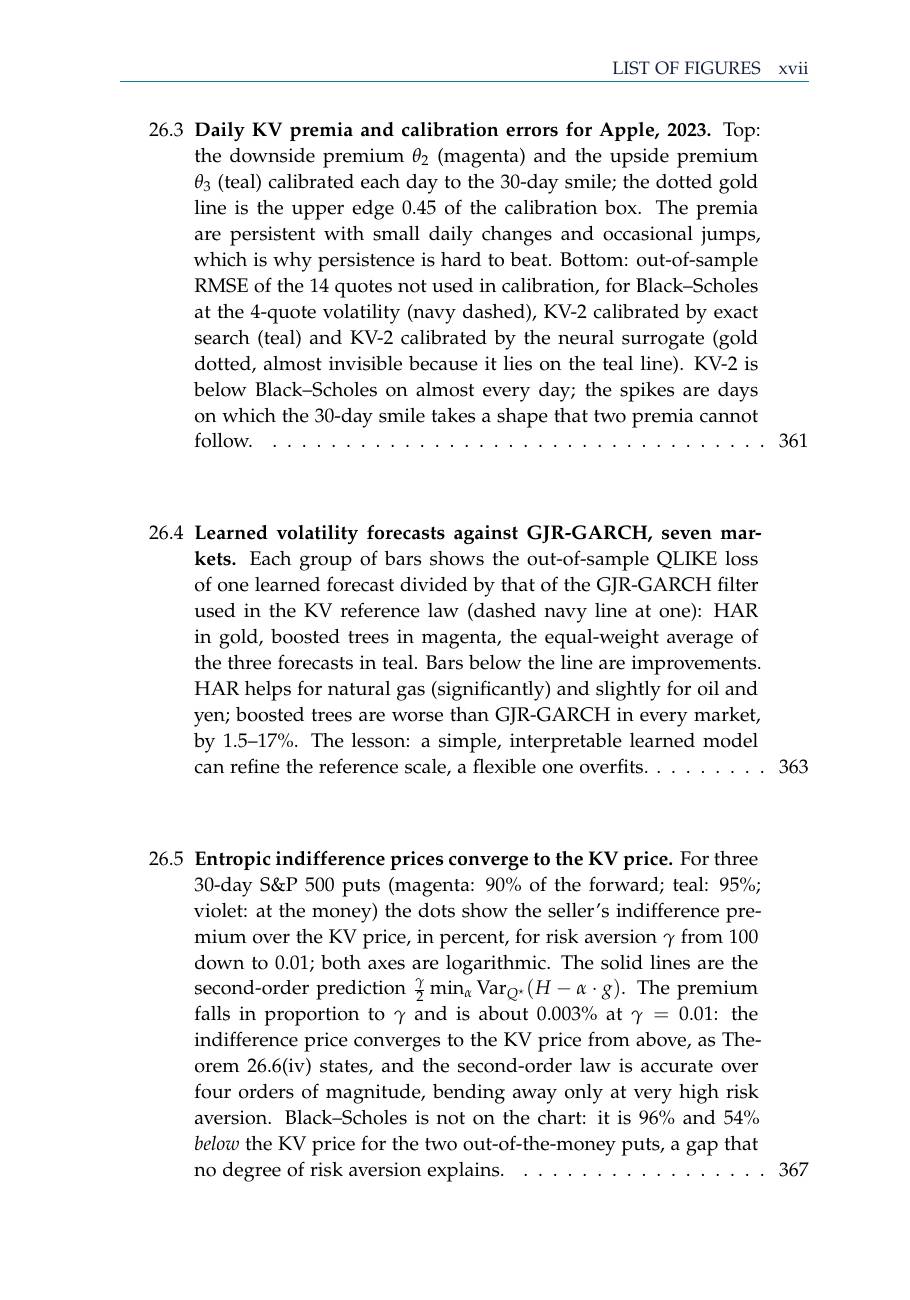 LIST OF FIGURES xvii
26.3 Daily KV premia and calibration errors for Apple, 2023. Top:
the downside premium θ2 (magenta) and the upside premium
θ3 (teal) calibrated each day to the 30-day smile; the dotted gold
line is the upper edge 0.45 of the calibration box. The premia
are persistent with small daily changes and occasional jumps,
which is why persistence is hard to beat. Bottom: out-of-sample
RMSE of the 14 quotes not used in calibration, for Black–Scholes
at the 4-quote volatility (navy dashed), KV-2 calibrated by exact
search (teal) and KV-2 calibrated by the neural surrogate (gold
dotted, almost invisible because it lies on the teal line). KV-2 is
below Black–Scholes on almost every day; the spikes are days
on which the 30-day smile takes a shape that two premia cannot
follow. . . . . . . . . . . . . . . . . . . . . . . . . . . . . . . . . . . 361
26.4 Learned volatility forecasts against GJR-GARCH, seven mar-
kets. Each group of bars shows the out-of-sample QLIKE loss
of one learned forecast divided by that of the GJR-GARCH filter
used in the KV reference law (dashed navy line at one): HAR
in gold, boosted trees in magenta, the equal-weight average of
the three forecasts in teal. Bars below the line are improvements.
HAR helps for natural gas (significantly) and slightly for oil and
yen; boosted trees are worse than GJR-GARCH in every market,
by 1.5–17%. The lesson: a simple, interpretable learned model
can refine the reference scale, a flexible one overfits. . . . . . . . . 363
26.5 Entropic indifference prices converge to the KV price. For three
30-day S&P 500 puts (magenta: 90% of the forward; teal: 95%;
violet: at the money) the dots show the seller's indifference pre-
mium over the KV price, in percent, for risk aversion γ from 100
down to 0.01; both axes are logarithmic. The solid lines are the
second-order prediction γ/2 minα VarQ⋆(H − α · g). The premium
falls in proportion to γ and is about 0.003% at γ = 0.01: the
indifference price converges to the KV price from above, as The-
orem 26.6(iv) states, and the second-order law is accurate over
four orders of magnitude, bending away only at very high risk
aversion. Black–Scholes is not on the chart: it is 96% and 54%
below the KV price for the two out-of-the-money puts, a gap that
no degree of risk aversion explains. . . . . . . . . . . . . . . . . . 367